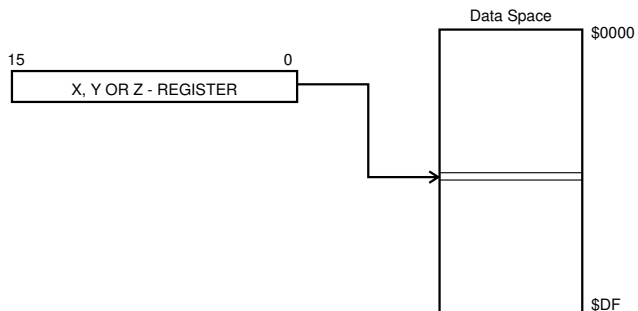 Data Space
$0000
15 0
X, Y OR Z - REGISTER
$DF